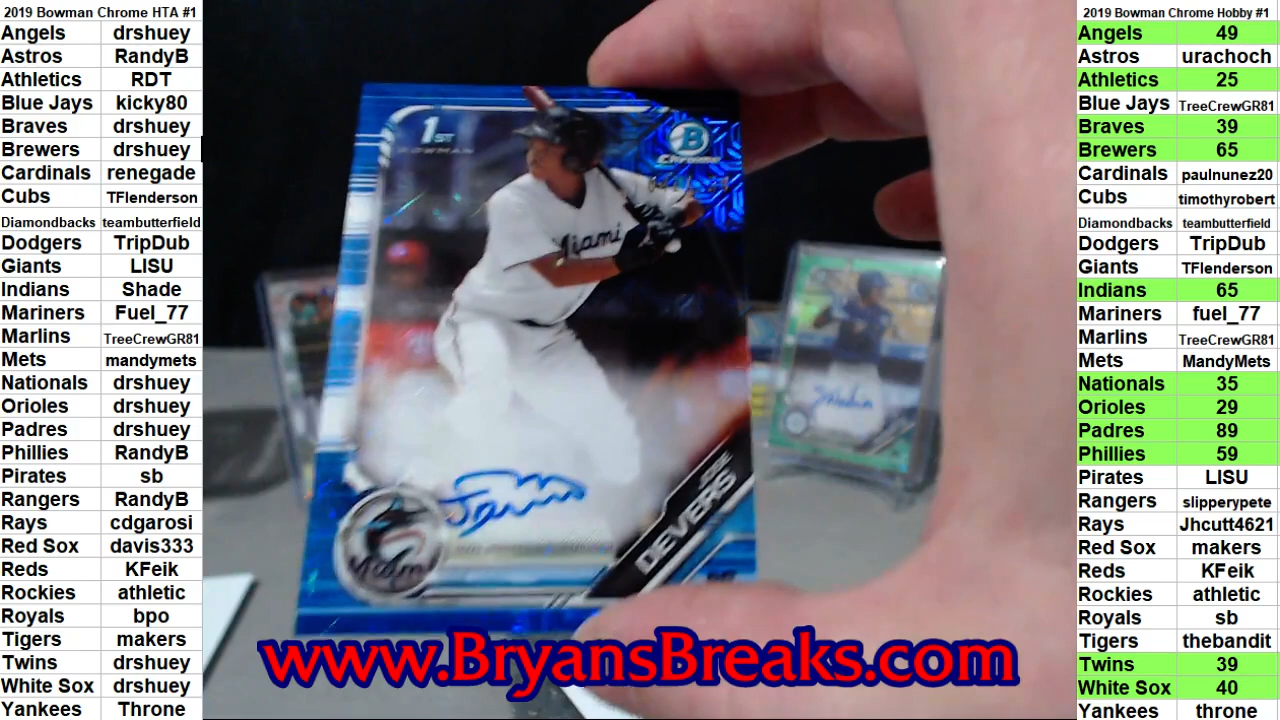 2019 Bowman Chrome HTA #1
Angels drshuey
Astros RandyB
Athletics RDT
Blue Jays kicky80
Braves drshuey
Brewers drshuey
Cardinals renegade
Cubs TFlenderson
Diamondbacks teambutterfield
Dodgers TripDub
Giants LISU
Indians Shade
Mariners Fuel_77
Marlins TreeCrewGR81
Mets mandymets
Nationals drshuey
Orioles drshuey
Padres drshuey
Phillies RandyB
Pirates sb
Rangers RandyB
Rays cdgarosi
Red Sox davis333
Reds KFeik
Rockies athletic
Royals bpo
Tigers makers
Twins drshuey
White Sox drshuey
Yankees Throne
1ST
BOWMAN
B
Chrome
Miami
DEVERS
Miami
www.BryansBreaks.com
2019 Bowman Chrome Hobby #1
Angels 49
Astros urachoch
Athletics 25
Blue Jays TreeCrewGR81
Braves 39
Brewers 65
Cardinals paulnunez20
Cubs timothyrobert
Diamondbacks teambutterfield
Dodgers TripDub
Giants TFlenderson
Indians 65
Mariners fuel_77
Marlins TreeCrewGR81
Mets MandyMets
Nationals 35
Orioles 29
Padres 89
Phillies 59
Pirates LISU
Rangers slipperypete
Rays Jhcutt4621
Red Sox makers
Reds KFeik
Rockies athletic
Royals sb
Tigers thebandit
Twins 39
White Sox 40
Yankees throne